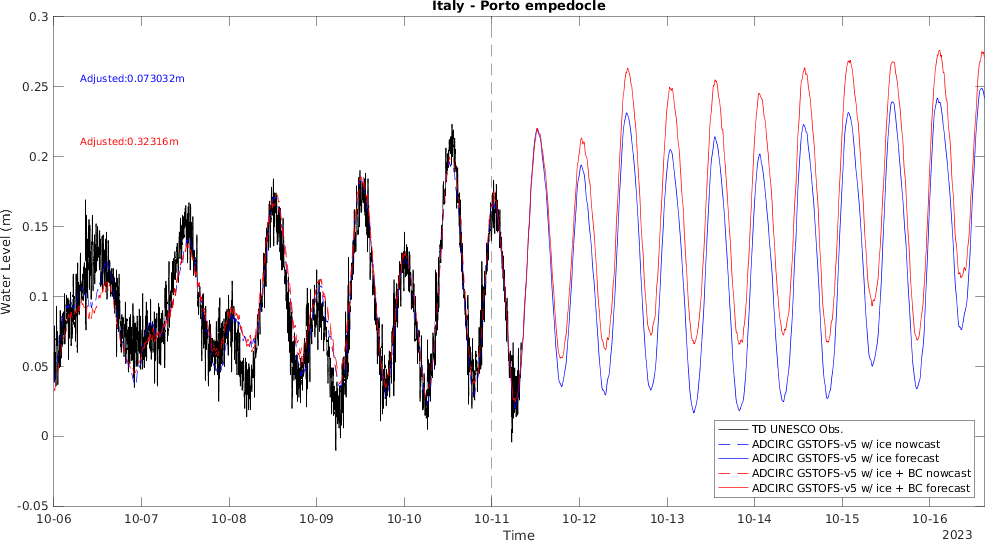 Italy - Porto empedocle
0.3
0.25
0.2
0.15
0.1
0.05
0
-0.05
Water Level (m)
Adjusted:0.073032m
Adjusted:0.32316m
TD UNESCO Obs.
ADCIRC GSTOFS-v5 w/ ice nowcast
ADCIRC GSTOFS-v5 w/ ice forecast
ADCIRC GSTOFS-v5 w/ ice + BC nowcast
ADCIRC GSTOFS-v5 w/ ice + BC forecast
10-06 10-07 10-08 10-09 10-10 10-11 10-12 10-13 10-14 10-15 10-16
Time
2023